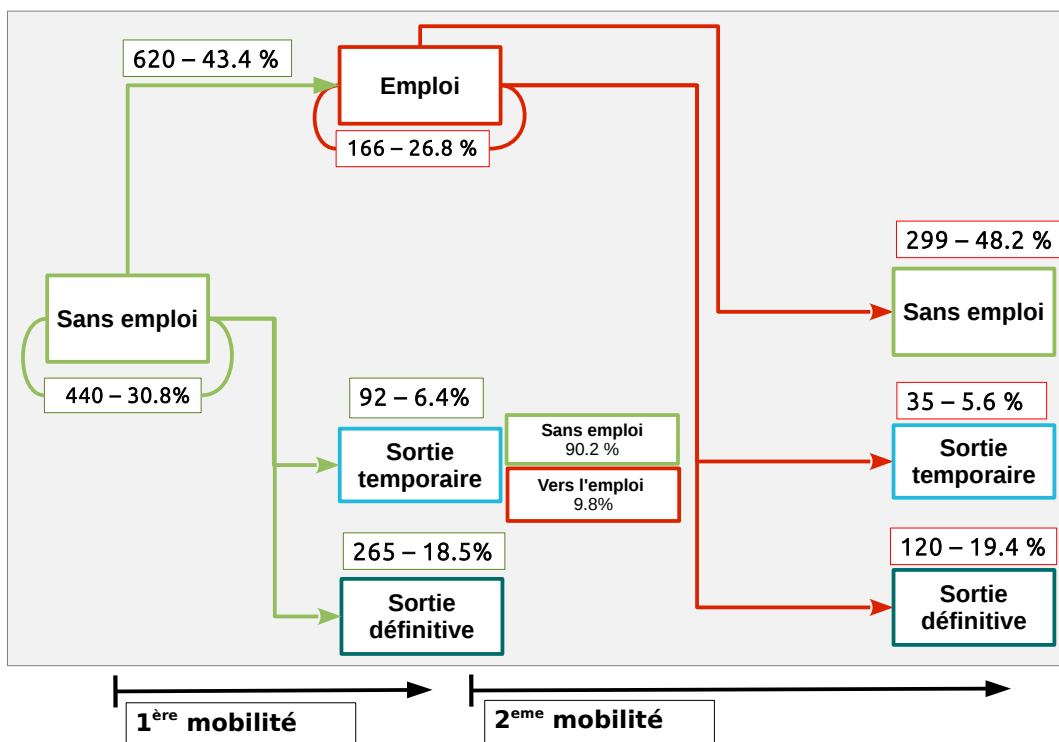 620 – 43.4 %
Emploi
166 – 26.8 %
299 – 48.2 %
Sans emploi
Sans emploi
440 – 30.8%
92 – 6.4%
35 – 5.6 %
Sortie
temporaire
Sans emploi
90.2 %
Vers l'emploi
9.8%
Sortie
temporaire
265 – 18.5%
120 – 19.4 %
Sortie
définitive
Sortie
définitive
1ère mobilité
2eme mobilité